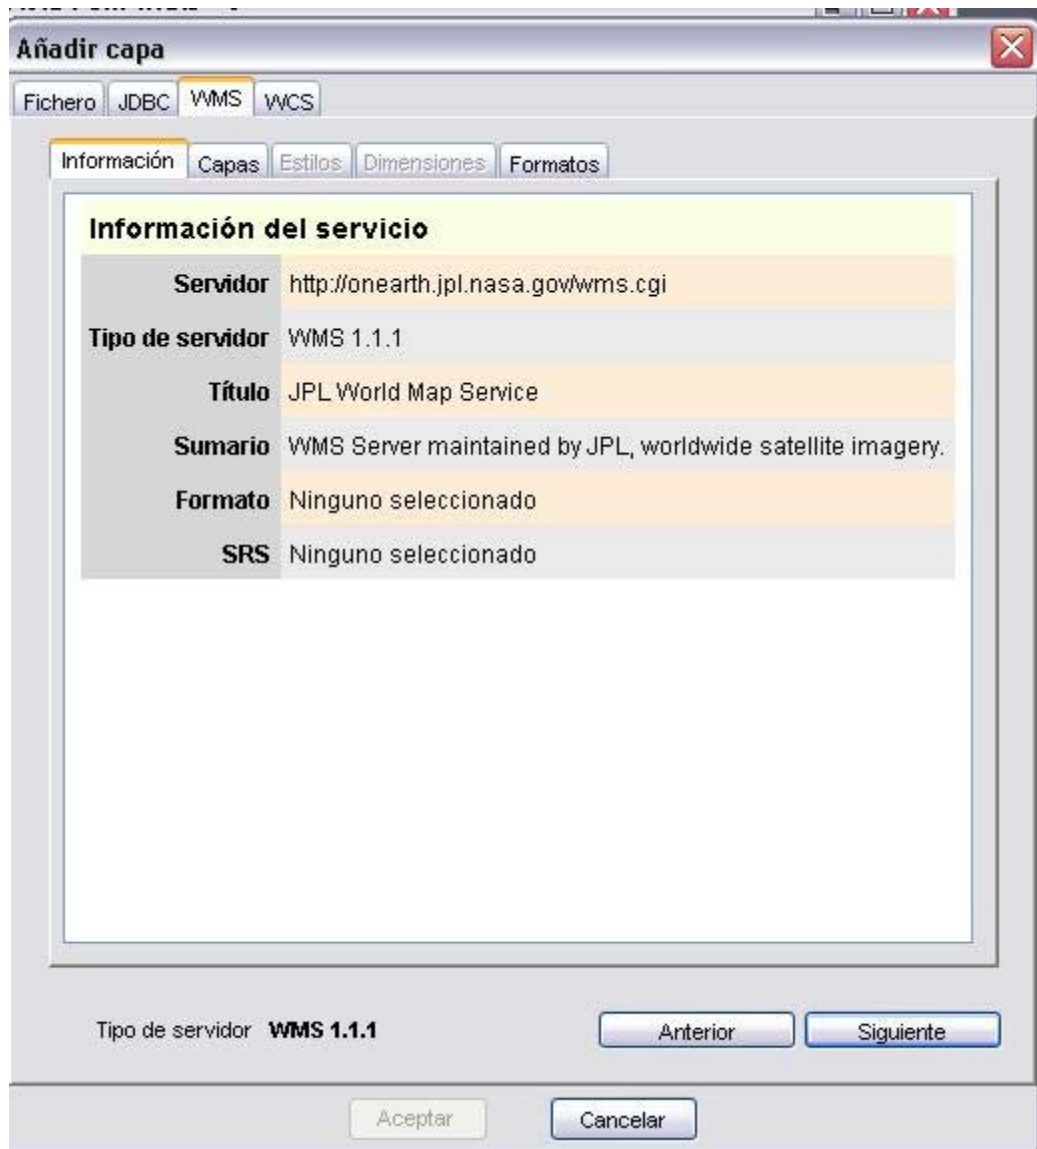 Añadir capa
Fichero JDBC WMS WCS
Información Capas Estilos Dimensiones Formatos
Información del servicio
Servidor http://onearth.jpl.nasa.gov/wms.cgi
Tipo de servidor WMS 1.1.1
Título JPL World Map Service
Sumario WMS Server maintained by JPL, worldwide satellite imagery.
Formato Ninguno seleccionado
SRS Ninguno seleccionado
Tipo de servidor WMS 1.1.1 Anterior Siguiente
Aceptar Cancelar